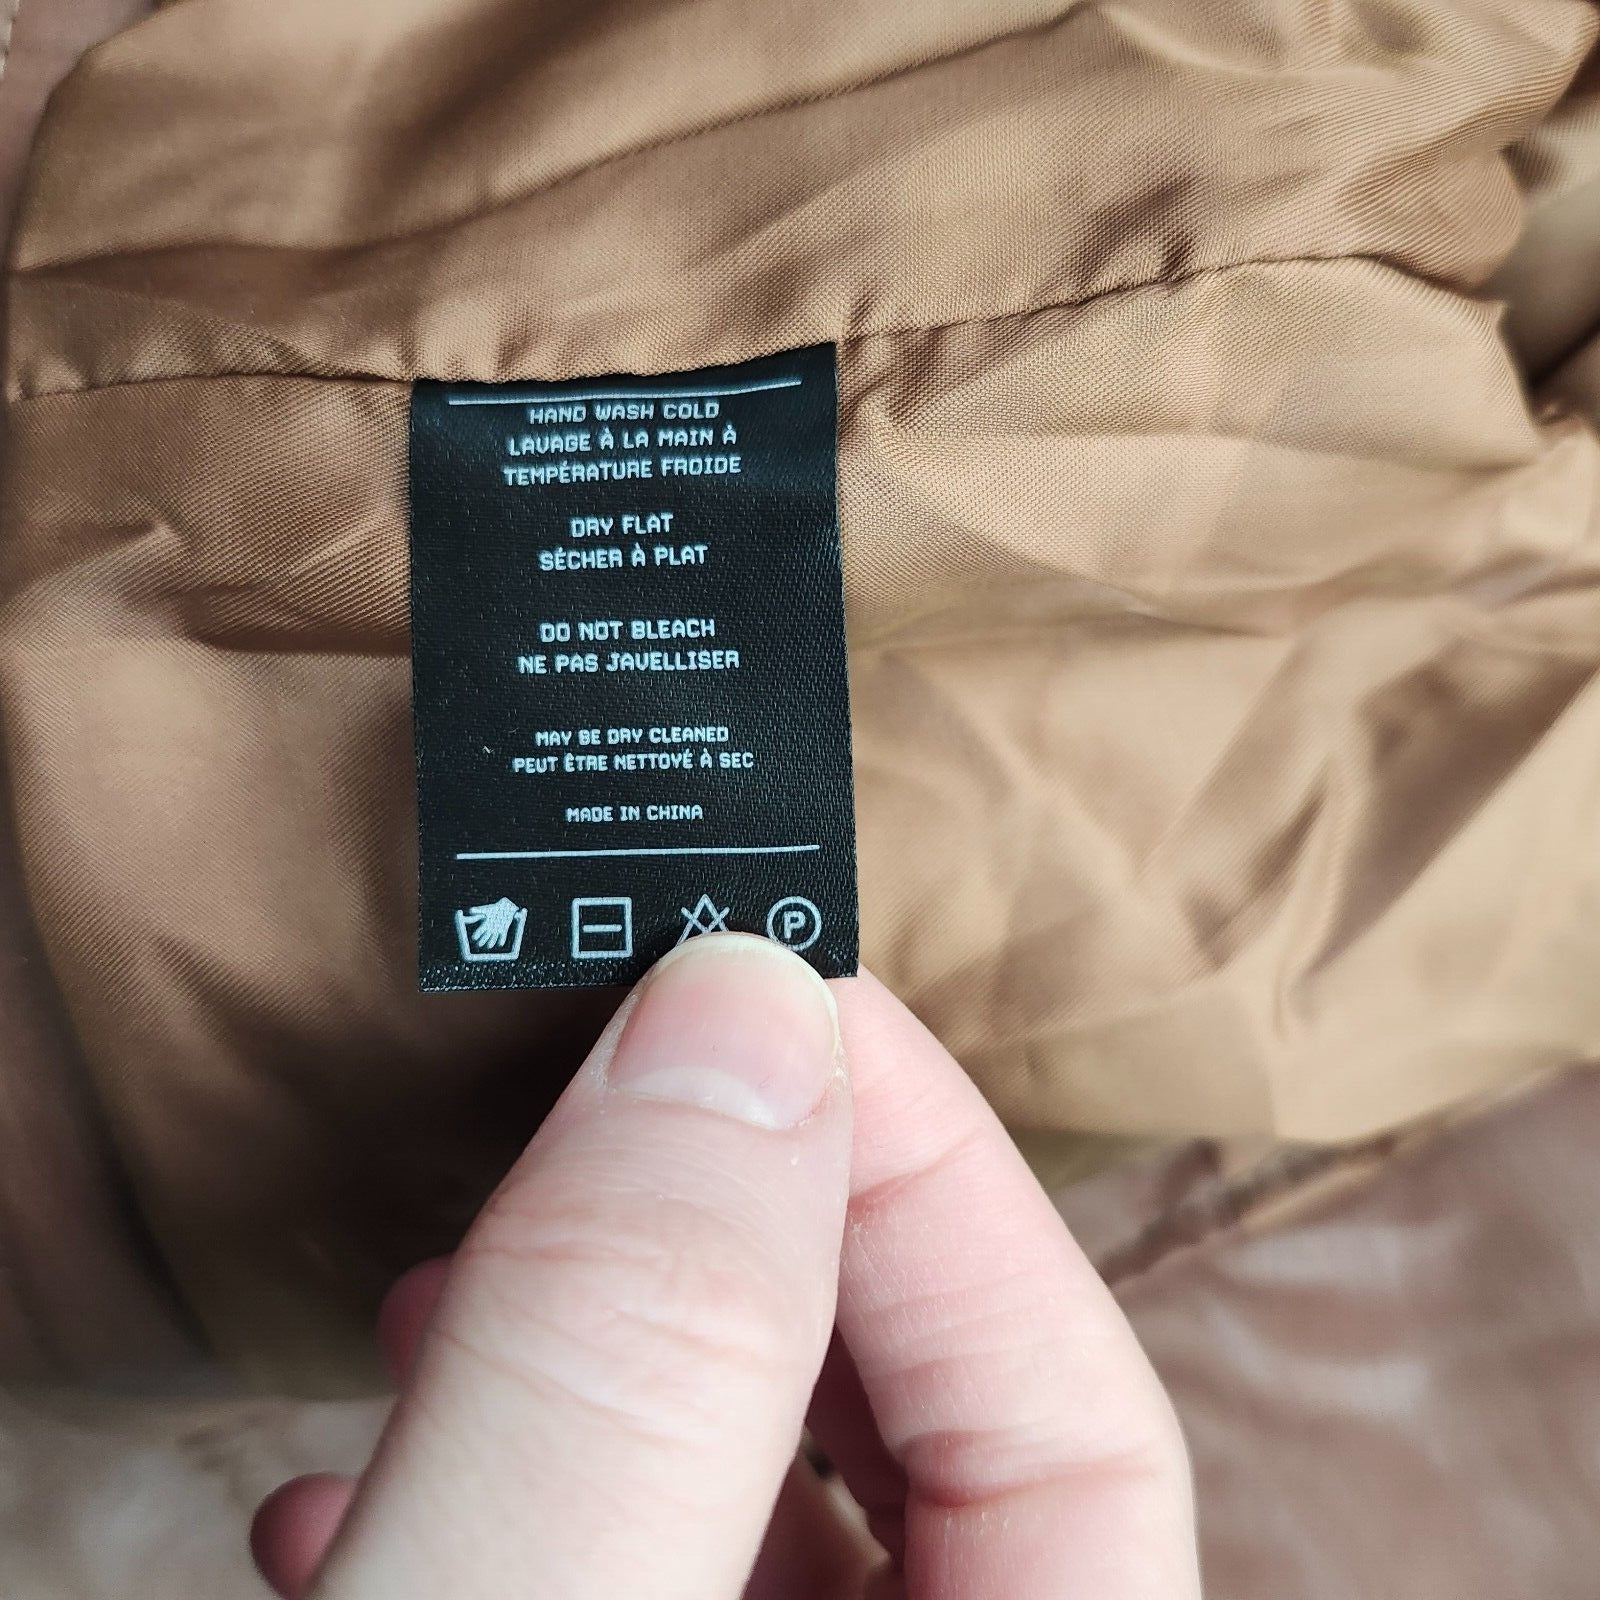 HAND WASH COLD
LAVAGE À LA MAIN À
TEMPÉRATURE FROIDE
DRY FLAT
SÉCHER À PLAT
DO NOT BLEACH
NE PAS JAVELLISER
MAY BE DRY CLEANED
PEUT ÊTRE NETTOYÉ À SEC
MADE IN CHINA
P